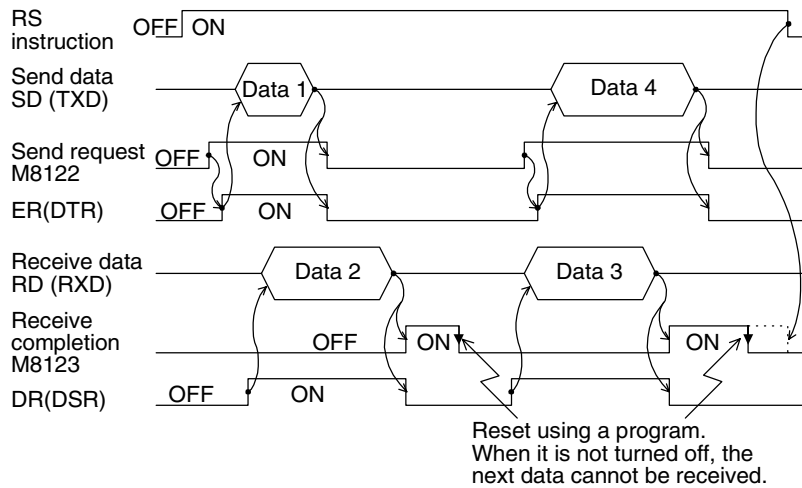 RS
instruction
OFF ON
Send data
SD (TXD)
Data 1
Data 4
Send request
M8122
OFF
ON
ER(DTR)
OFF
ON
Receive data
RD (RXD)
Data 2
Data 3
Receive
completion
M8123
OFF
ON
ON
DR(DSR)
OFF
ON
Reset using a program.
When it is not turned off, the
next data cannot be received.